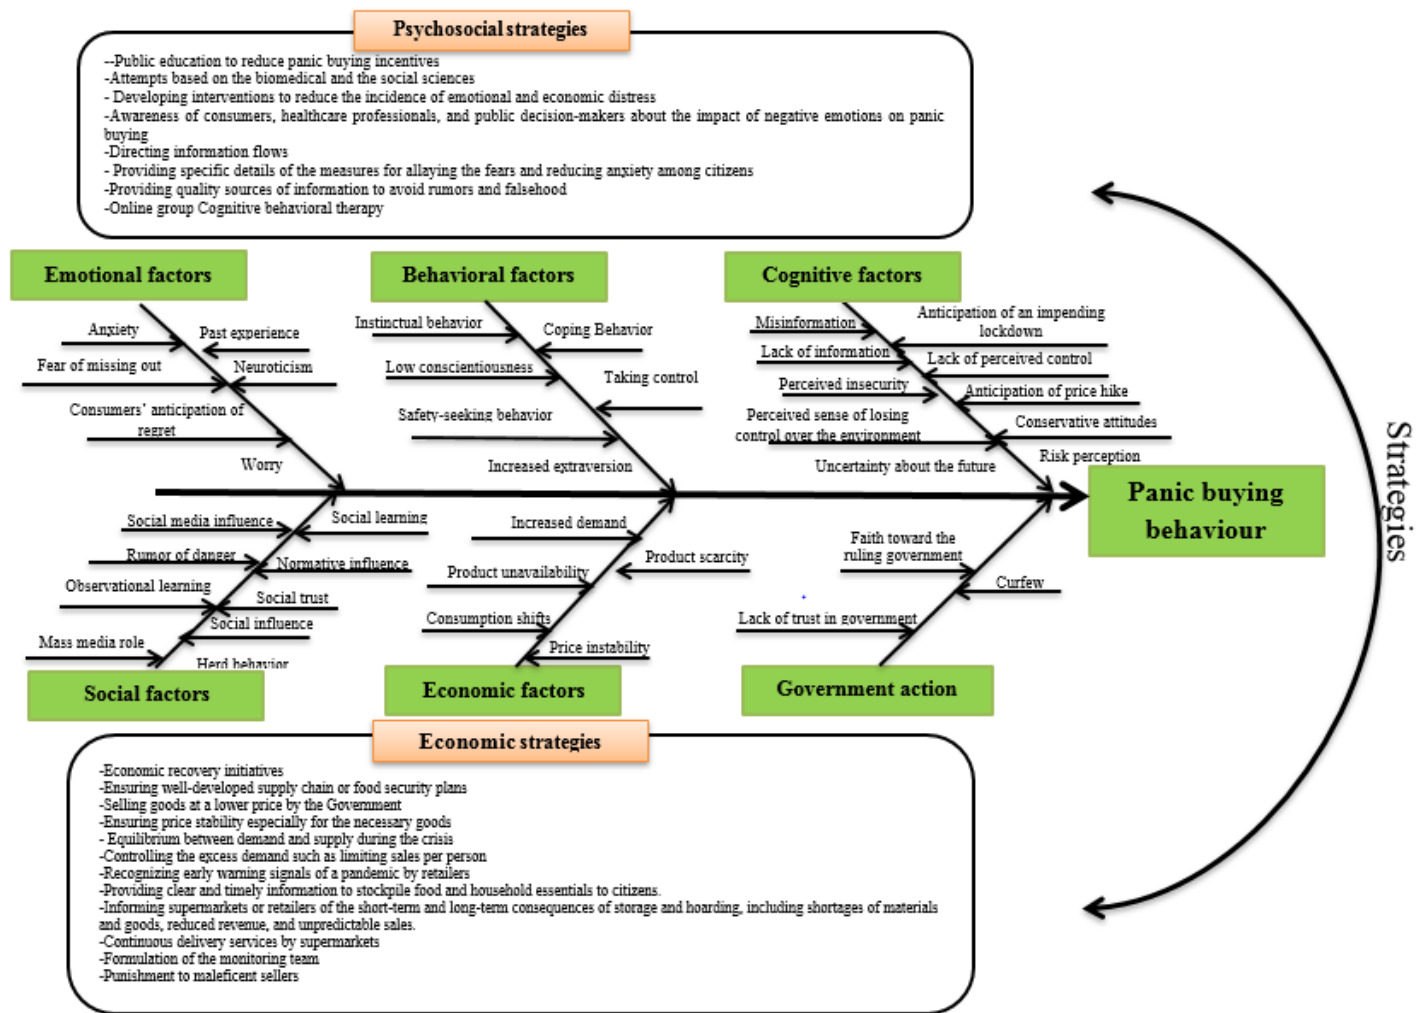 Psychosocial strategies
--Public education to reduce panic buying incentives
-Attempts based on the biomedical and the social sciences
- Developing interventions to reduce the incidence of emotional and economic distress
-Awareness of consumers, healthcare professionals, and public decision-makers about the impact of negative emotions on panic
buying
-Directing information flows
- Providing specific details of the measures for allaying the fears and reducing anxiety among citizens
-Providing quality sources of information to avoid rumors and falsehood
-Online group Cognitive behavioral therapy
Emotional factors
Anxiety
Past experience
Fear of missing out
Neuroticism
Consumers’ anticipation of
regret
Worry
Behavioral factors
Instinctual behavior
Coping Behavior
Low conscientiousness
Taking control
Safety-seeking behavior
Increased extraversion
Cognitive factors
Misinformation
Anticipation of an impending
lockdown
Lack of information
Lack of perceived control
Perceived insecurity
Anticipation of price hike
Perceived sense of losing
control over the environment
Conservative attitudes
Uncertainty about the future
Risk perception
Panic buying
behaviour
Strategies
Social media influence
Social learning
Rumor of danger
Normative influence
Observational learning
Social trust
Social influence
Mass media role
Herd behavior
Social factors
Increased demand
Product scarcity
Product unavailability
Consumption shifts
Price instability
Economic factors
Faith toward the
ruling government
Curfew
Lack of trust in government
Government action
Economic strategies
-Economic recovery initiatives
-Ensuring well-developed supply chain or food security plans
-Selling goods at a lower price by the Government
-Ensuring price stability especially for the necessary goods
- Equilibrium between demand and supply during the crisis
-Controlling the excess demand such as limiting sales per person
-Recognizing early warning signals of a pandemic by retailers
-Providing clear and timely information to stockpile food and household essentials to citizens.
-Informing supermarkets or retailers of the short-term and long-term consequences of storage and hoarding, including shortages of materials
and goods, reduced revenue, and unpredictable sales.
-Continuous delivery services by supermarkets
-Formulation of the monitoring team
-Punishment to maleficent sellers